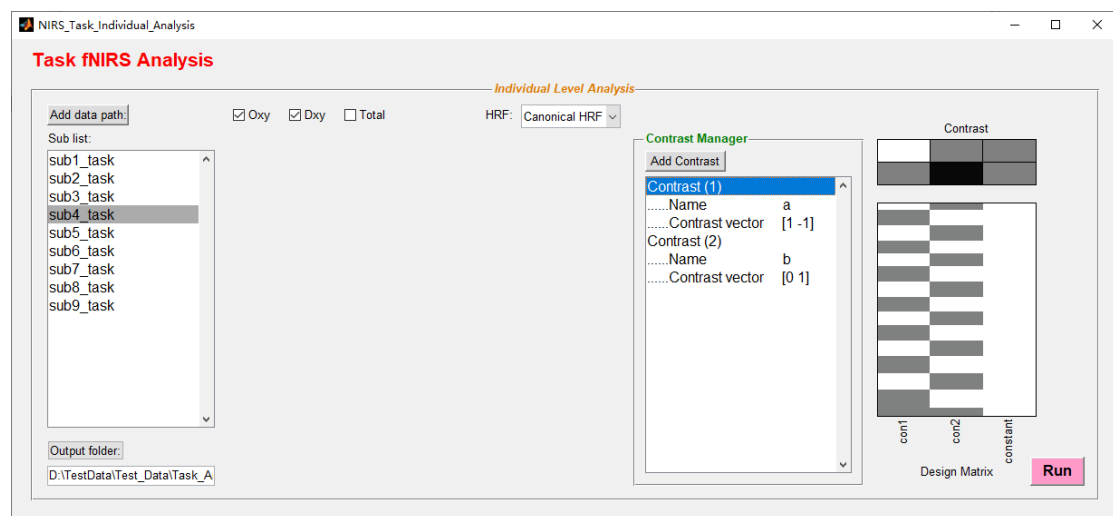 NIRS_Task_Individual_Analysis
Task fNIRS Analysis
Individual Level Analysis
Add data path:
Oxy Dxy Total
HRF: Canonical HRF
Sub list:
sub1_task
sub2_task
sub3_task
sub4_task
sub5_task
sub6_task
sub7_task
sub8_task
sub9_task
Output folder:
D:\TestData\Test_Data\Task_A
Contrast Manager
Add Contrast
Contrast (1)
......Name a
......Contrast vector [1 -1]
Contrast (2)
......Name b
......Contrast vector [0 1]
Contrast
con1
con2
constant
Design Matrix
Run